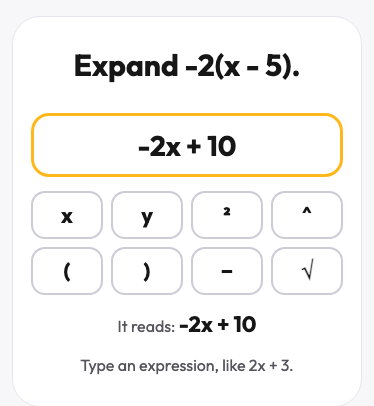 Expand -2(x - 5).
-2x + 10
x y ² ^
( ) − √
It reads: -2x + 10
Type an expression, like 2x + 3.